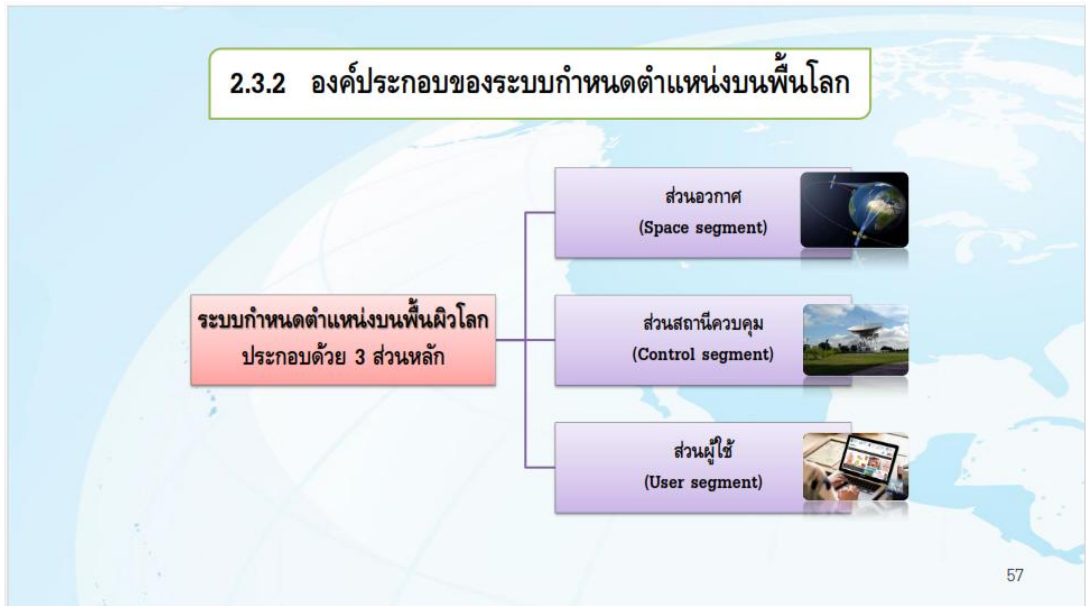 2.3.2 องค์ประกอบของระบบกำหนดตำแหน่งบนพื้นโลก
ระบบกำหนดตำแหน่งบนพื้นผิวโลก
ประกอบด้วย 3 ส่วนหลัก
ส่วนอวกาศ
(Space segment)
ส่วนสถานีควบคุม
(Control segment)
ส่วนผู้ใช้
(User segment)
57